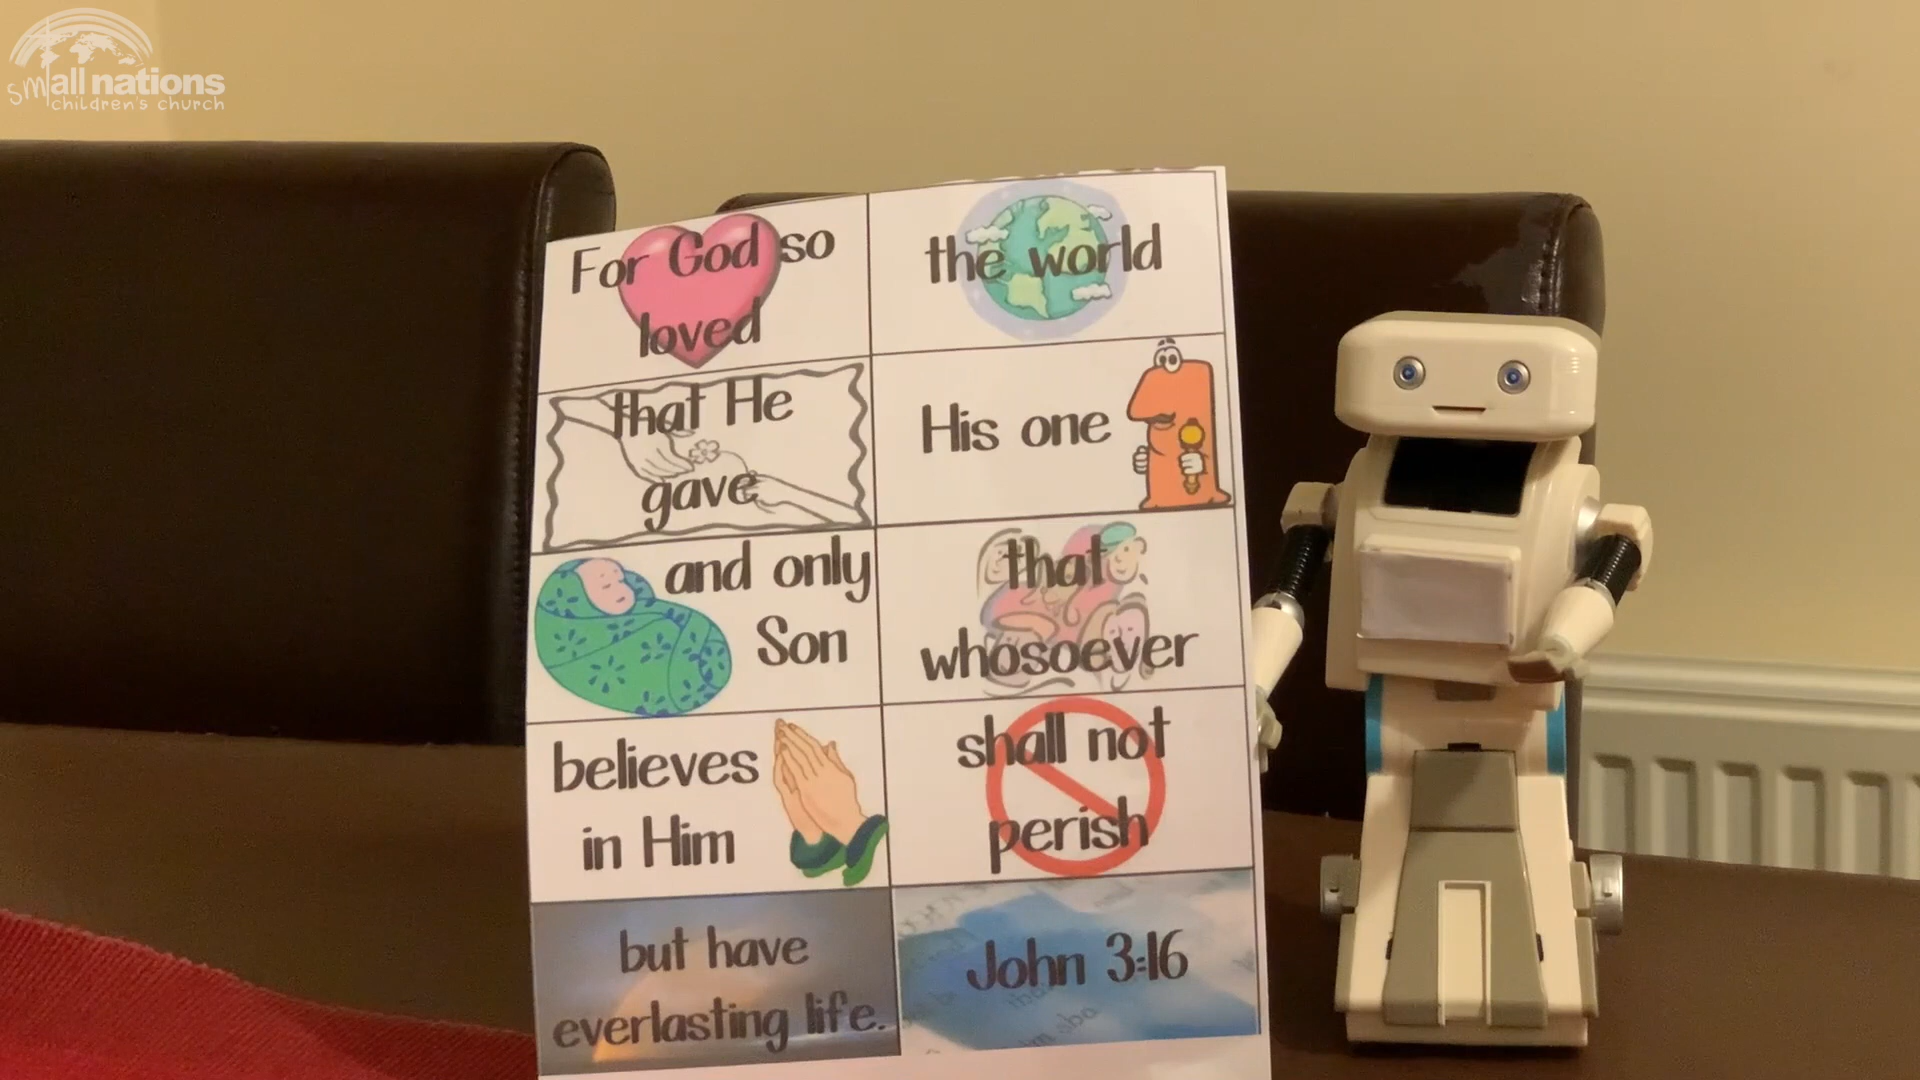 small nations
children's church
For God so
loved
the world
that He
gave
His one
and only
Son
that
whosoever
believes
in Him
shall not
perish
but have
everlasting life.
John 3:16